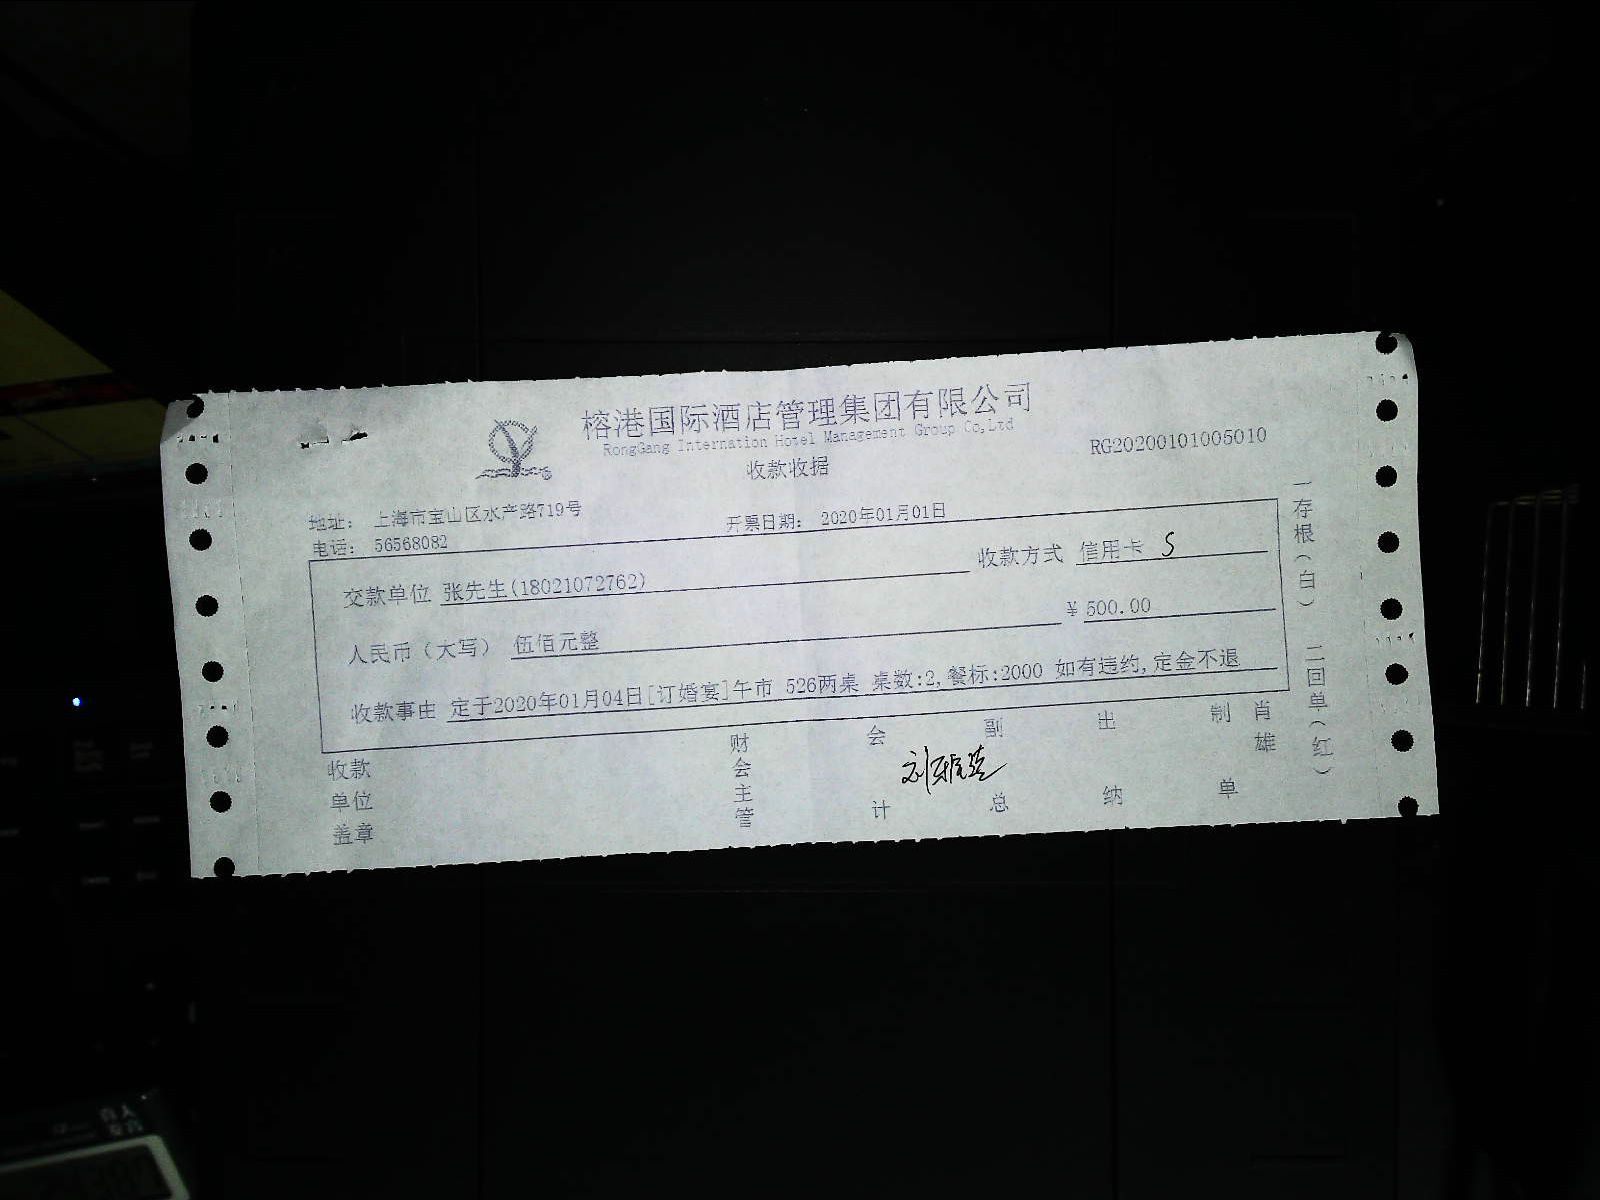 榕港国际酒店管理集团有限公司
RongGang Internation Hotel Management Group Co,Ltd
收款收据
RG20200101005010
地址： 上海市宝山区水产路719号
电话： 56568082
开票日期： 2020年01月01日
交款单位 张先生(18021072762)
收款方式 信用卡 S
人民币（大写） 伍佰元整
¥ 500.00
收款事由 定于2020年01月04日[订婚宴]午市 526两桌 桌数:2,餐标:2000 如有违约,定金不退
收款单位盖章
财会主管
会计
副总
出纳
制单
肖雄
一存根（白）
二回单（红）